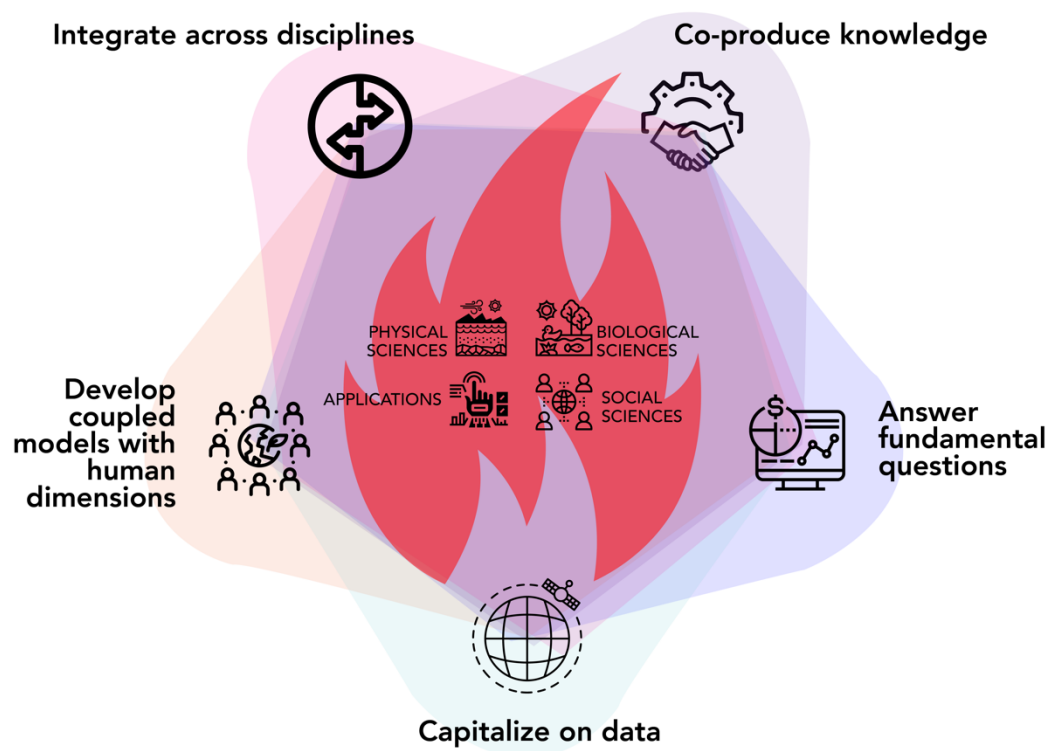 Integrate across disciplines
Co-produce knowledge
PHYSICAL
SCIENCES
BIOLOGICAL
SCIENCES
APPLICATIONS
SOCIAL
SCIENCES
Develop
coupled
models with
human
dimensions
$
Answer
fundamental
questions
Capitalize on data